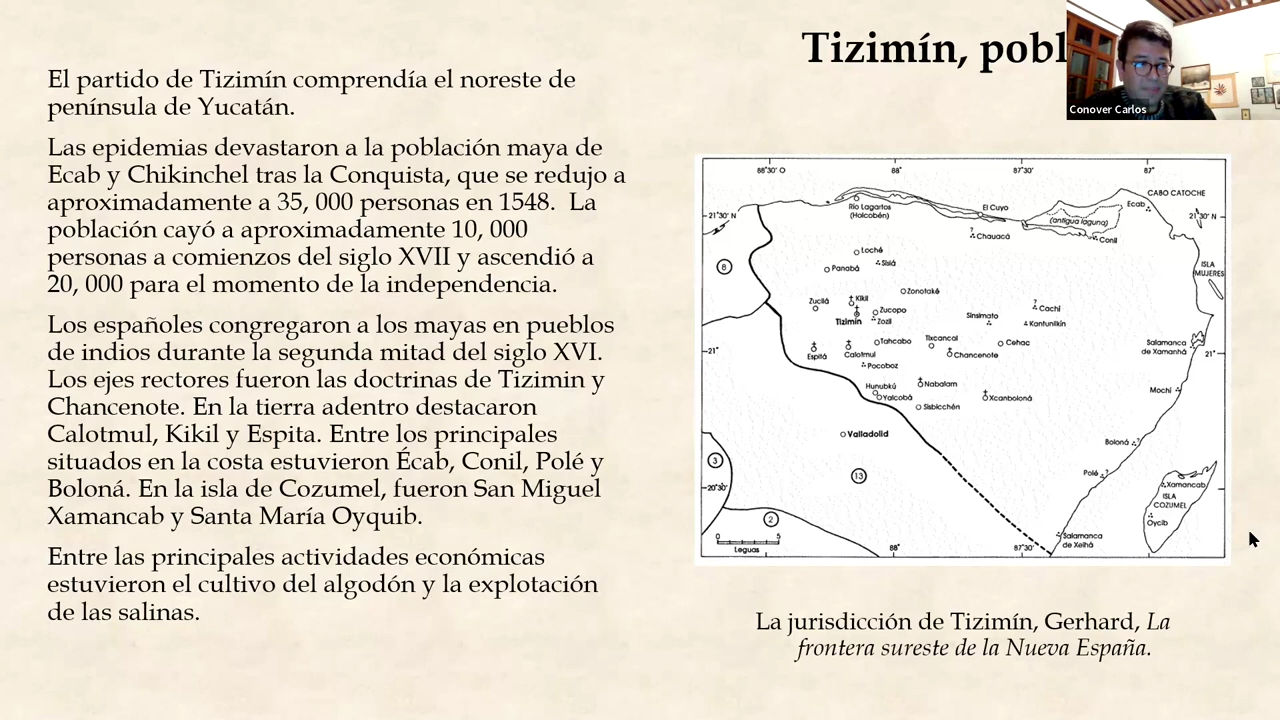 Tizimín, pobl
Conover Carlos
El partido de Tizimín comprendía el noreste de
península de Yucatán.
Las epidemias devastaron a la población maya de
Ecab y Chikinchel tras la Conquista, que se redujo a
aproximadamente a 35, 000 personas en 1548. La
población cayó a aproximadamente 10, 000
personas a comienzos del siglo XVII y ascendió a
20, 000 para el momento de la independencia.
Los españoles congregaron a los mayas en pueblos
de indios durante la segunda mitad del siglo XVI.
Los ejes rectores fueron las doctrinas de Tizimin y
Chancenote. En la tierra adentro destacaron
Calotmul, Kikil y Espita. Entre los principales
situados en la costa estuvieron Écab, Conil, Polé y
Boloná. En la isla de Cozumel, fueron San Miguel
Xamancab y Santa María Oyquib.
Entre las principales actividades económicas
estuvieron el cultivo del algodón y la explotación
de las salinas.
88°30' O
88°
87°30'
87°
CABO CATOCHE
Ecab
21°30' N
Río Lagartos
(Holcobén)
El Cuyo
(antigua laguna)
21°30' N
Conil
? Chauacá
Loché
Sisiá
Panabá
8
ISLA
MUJERES
Zonotaké
Zucilá
Kikil
Zucopo
Tizimín
Zozil
Sinsimato
? Cachi
Kantunilkín
Tahcabo
Tixcancal
Cehac
Salamanca
de Xamanhá
21°
Espita
Calotmul
Chancenote
21°
Pocoboz
Hunukú
Nabalam
Yalcobá
Xcanboloná
Sisbicchén
Mochi
Valladolid
Boloná ?
3
13
Polé ?
20°30'
Xamancab
ISLA
COZUMEL
2
Oycib
0 5
Leguas
Salamanca
de Xelhá
88°
87°30'
La jurisdicción de Tizimín, Gerhard, La
frontera sureste de la Nueva España.